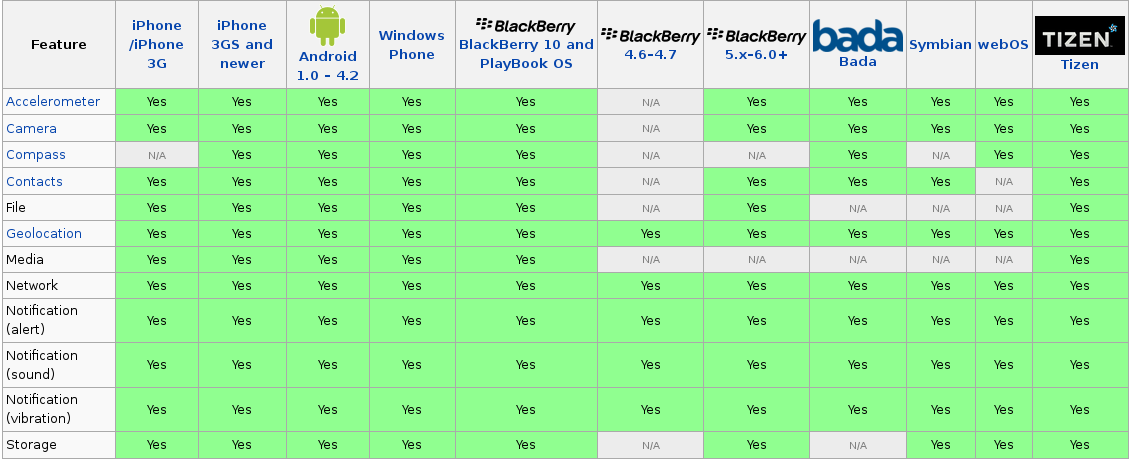 Feature iPhone /iPhone 3G iPhone 3GS and newer Android 1.0 – 4.2 Windows Phone BlackBerry BlackBerry 10 and PlayBook OS BlackBerry 4.6–4.7 BlackBerry 5.x–6.0+ bada Bada Symbian webOS TIZEN™ Tizen
Accelerometer Yes Yes Yes Yes Yes N/A Yes Yes Yes Yes Yes
Camera Yes Yes Yes Yes Yes N/A Yes Yes Yes Yes Yes
Compass N/A Yes Yes Yes Yes N/A N/A Yes N/A Yes Yes
Contacts Yes Yes Yes Yes Yes N/A Yes Yes Yes N/A Yes
File Yes Yes Yes Yes Yes N/A Yes N/A N/A N/A Yes
Geolocation Yes Yes Yes Yes Yes Yes Yes Yes Yes Yes Yes
Media Yes Yes Yes Yes Yes N/A N/A N/A N/A N/A Yes
Network Yes Yes Yes Yes Yes Yes Yes Yes Yes Yes Yes
Notification (alert) Yes Yes Yes Yes Yes Yes Yes Yes Yes Yes Yes
Notification (sound) Yes Yes Yes Yes Yes Yes Yes Yes Yes Yes Yes
Notification (vibration) Yes Yes Yes Yes Yes Yes Yes Yes Yes Yes Yes
Storage Yes Yes Yes Yes Yes N/A Yes N/A Yes Yes Yes